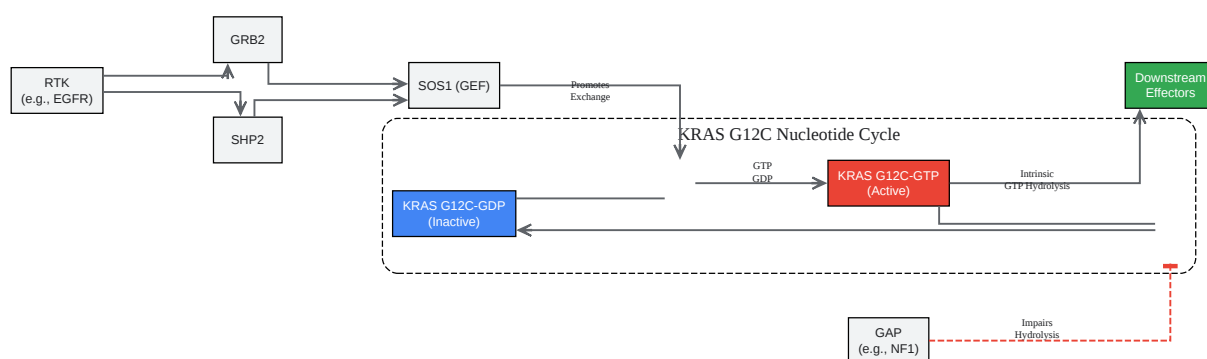 GRB2
RTK
(e.g., EGFR)
SHP2
SOS1 (GEF)
Promotes
Exchange
Downstream
Effectors
KRAS G12C Nucleotide Cycle
GTP
GDP
KRAS G12C-GTP
(Active)
Intrinsic
GTP Hydrolysis
KRAS G12C-GDP
(Inactive)
GAP
(e.g., NF1)
Impairs
Hydrolysis